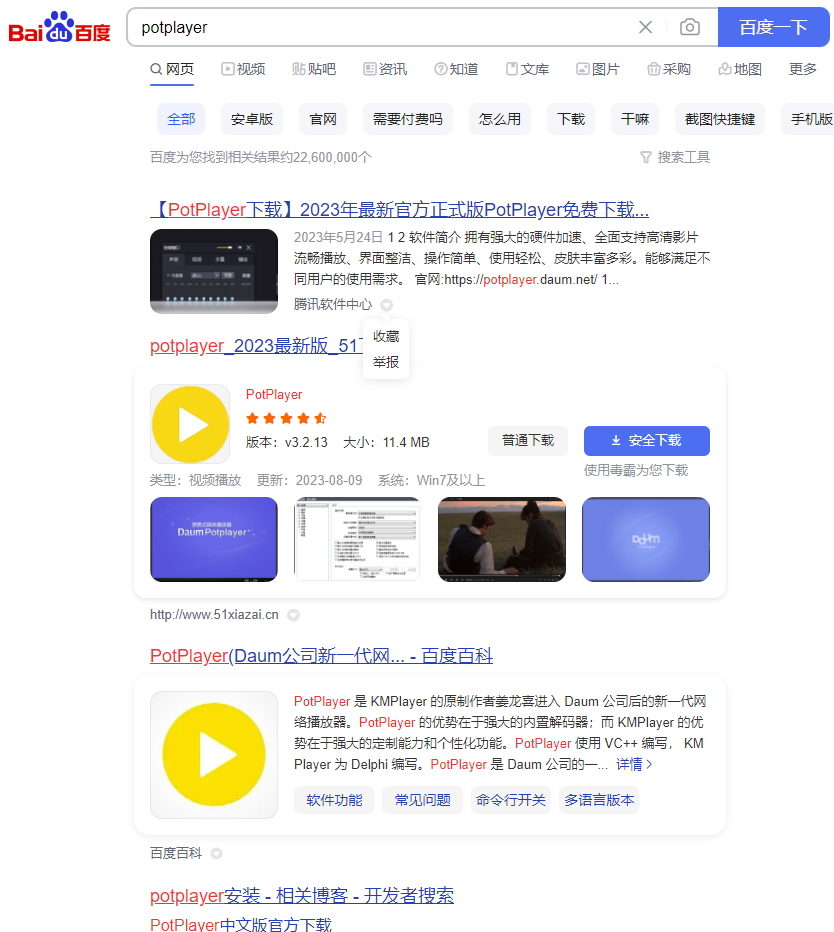 Bai du 百度
potplayer
百度一下
网页
视频
贴吧
资讯
知道
文库
图片
采购
地图
更多
全部
安卓版
官网
需要付费吗
怎么用
下载
干嘛
截图快捷键
手机版
百度为您找到相关结果约22,600,000个
搜索工具
【PotPlayer下载】2023年最新官方正式版PotPlayer免费下载...
2023年5月24日 1 2 软件简介 拥有强大的硬件加速、全面支持高清影片
流畅播放、界面整洁、操作简单、使用轻松、皮肤丰富多彩。能够满足不
同用户的使用需求。 官网:https://potplayer.daum.net/ 1...
腾讯软件中心
收藏
举报
potplayer_2023最新版_51
PotPlayer
版本：v3.2.13 大小：11.4 MB
普通下载
安全下载
使用毒霸为您下载
类型：视频播放 更新：2023-08-09 系统：Win7及以上
Daum Potplayer
Daum
http://www.51xiazai.cn
PotPlayer(Daum公司新一代网... - 百度百科
PotPlayer 是 KMPlayer 的原制作者姜龙喜进入 Daum 公司后的新一代网
络播放器。PotPlayer 的优势在于强大的内置解码器；而 KMPlayer 的优
势在于强大的定制能力和个性化功能。PotPlayer 使用 VC++ 编写， KM
Player 为 Delphi 编写。PotPlayer 是 Daum 公司的一... 详情
软件功能
常见问题
命令行开关
多语言版本
百度百科
potplayer安装 - 相关博客 - 开发者搜索
PotPlayer中文版官方下载